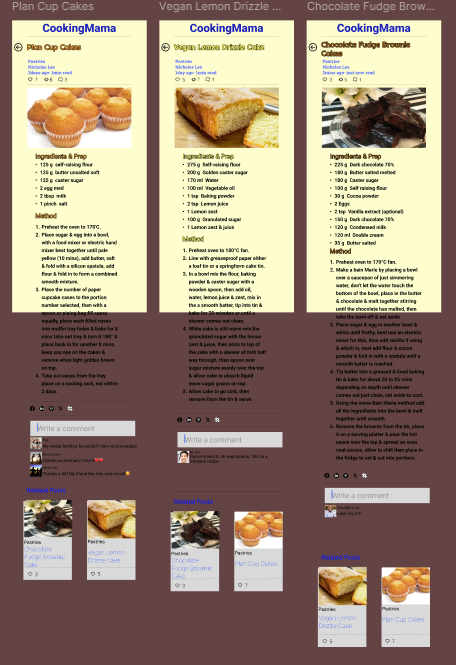 Plan Cup Cakes
CookingMama
Plan Cup Cakes
Pastries
Nicholas Lee
2days ago 1min read
7 6 2
Ingredients & Prep
125 g self-raising flour
125 g butter unsalted soft
125 g caster sugar
2 egg med
2 tbsp milk
1 pinch salt
Method
1. Preheat the oven to 170'C.
2. Place sugar & egg into a bowl,
with a food mixer or electric hand
mixer best together until pale
yellow (10 mins), add butter, salt
& fold with a silicon spatula, add
flour & fold in to form a combined
smooth mixture.
3. Place the number of paper
cupcake cases to the portion
number selected, then with a
spoon or piping bag fill cases
equally, place each filled cases
into muffin tray holes & bake for 8
mins not tray & turn it 180° &
place back in for another 8 mins,
keep you eye on the cakes &
remove when light golden brown
on top.
4. Take out cases from the tray,
place on a cooling rack, eat within
3 days.
Write a comment
Related Posts
Pastries
Chocolate
Fudge Brownie
Cake
3
Pastries
Vegan Lemon
Drizzle Cake
5
Vegan Lemon Drizzle ...
CookingMama
Vegan Lemon Drizzle Cake
Pastries
Nicholas Lee
1day ago 1min read
5 7 1
Ingredients & Prep
275 g self-raising flour
200 g Golden caster sugar
170 ml Water
100 ml Vegetable oil
1 tsp Baking powder
2 tsp Lemon juice
1 Lemon zest
100 g Granulated sugar
1 Lemon zest & juice
Method
1. Preheat the oven to 180°C fan.
2. Line with greaseproof paper either
a loaf tin or a springform cake tin.
3. In a bowl mix the flour, baking
powder & caster sugar with a
wooden spoon, then add oil,
water, lemon juice & zest, mix in
the a smooth batter, tip into tin &
bake for 30 minutes or until a
skewer comes out clean.
4. While cake is still warm mix the
granulated sugar with the lemon
zest & juice, then prick in top of
the cake with a skewer of fork half
way through, then spoon over
sugar mixture evenly over the top
& allow cake to absorb liquid
leave sugar grains on top.
5. Allow cake to go cold, then
remove from the tin & serve.
Write a comment
Related Posts
Pastries
Chocolate
Fudge Brownie
Cake
3
Pastries
Plan Cup Cakes
7
Chocolate Fudge Brow...
CookingMama
Chocolate Fudge Brownie
Cakes
Pastries
Nicholas Lee
2mins ago just now read
3 5 1
Ingredients & Prep
225 g Dark chocolate 70%
180 g Butter salted melted
180 g Caster sugar
100 g Self raising flour
30 g Cocoa powder
2 Eggs
2 tsp Vanilla extract (optional)
150 g Dark chocolate 70%
120 g Condensed milk
120 ml Double cream
35 g Butter salted
Method
1. Preheat the oven to 170°C fan.
2. Make a bain Marie by placing a bowl
over a saucepan of just simmering
water, don't let the water touch the
bottom of the bowl, place in the butter
& chocolate & melt together stirring
until the chocolate has melted, then
take the bowl off & set aside.
3. Place sugar & egg in another bowl &
whisk until frothy, use an electric
mixer for this, then add vanilla if using
& whisk in, next add flour & cocoa
powder & fold in with a spatula until a
smooth batter is reached.
4. Tip batter into a greased & lined baking
tin & bake for about 20 to 25 mins
depending on depth until skewer
comes out just clean, set aside to cool.
5. Using the same Bain Marie method add
all the ingredients into the bowl & melt
together until smooth.
6. Remove the brownie from the tin, place
it on a serving platter & pour the hot
sauce over the top & spread so even
coat across, allow to chill then place in
the fridge to set & cut into portions.
Write a comment
Related Posts
Pastries
Vegan Lemon
Drizzle Cake
5
Pastries
Plan Cup Cakes
7